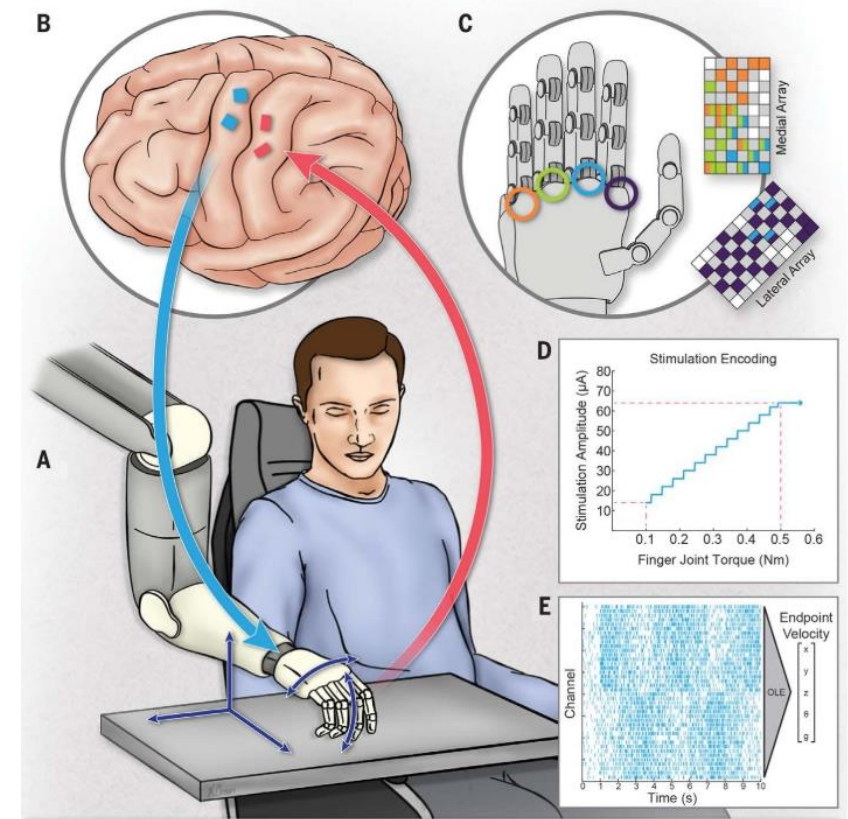 B
C
Medial Array
Lateral Array
A
D
Stimulation Encoding
Stimulation Amplitude (μA)
80
70
60
50
40
30
20
10
0.1 0.2 0.3 0.4 0.5 0.6
Finger Joint Torque (Nm)
E
Channel
0 1 2 3 4 5 6 7 8 9 10
Time (s)
OLE
Endpoint
Velocity
x
y
z
θ
g